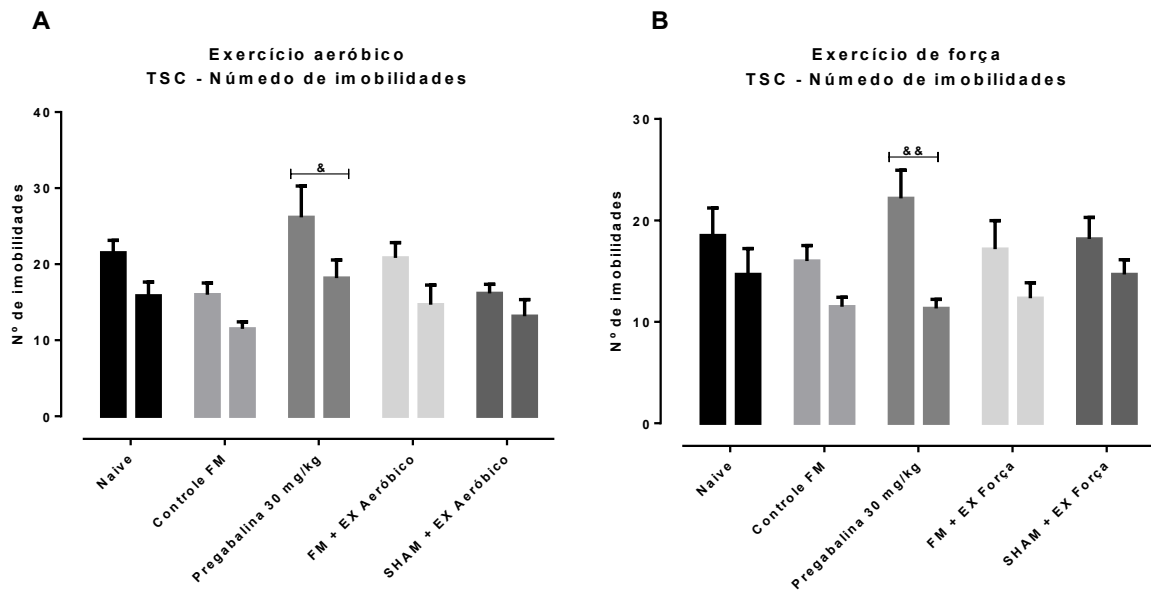 A
Exercício aeróbico
TSC - Númedo de imobilidades
Nº de imobilidades
40
30
20
10
0
&
Naive
Controle FM
Pregabalina 30 mg/kg
FM + EX Aeróbico
SHAM + EX Aeróbico
B
Exercício de força
TSC - Númedo de imobilidades
Nº de imobilidades
30
20
10
0
&&
Naive
Controle FM
Pregabalina 30 mg/kg
FM + EX Força
SHAM + EX Força